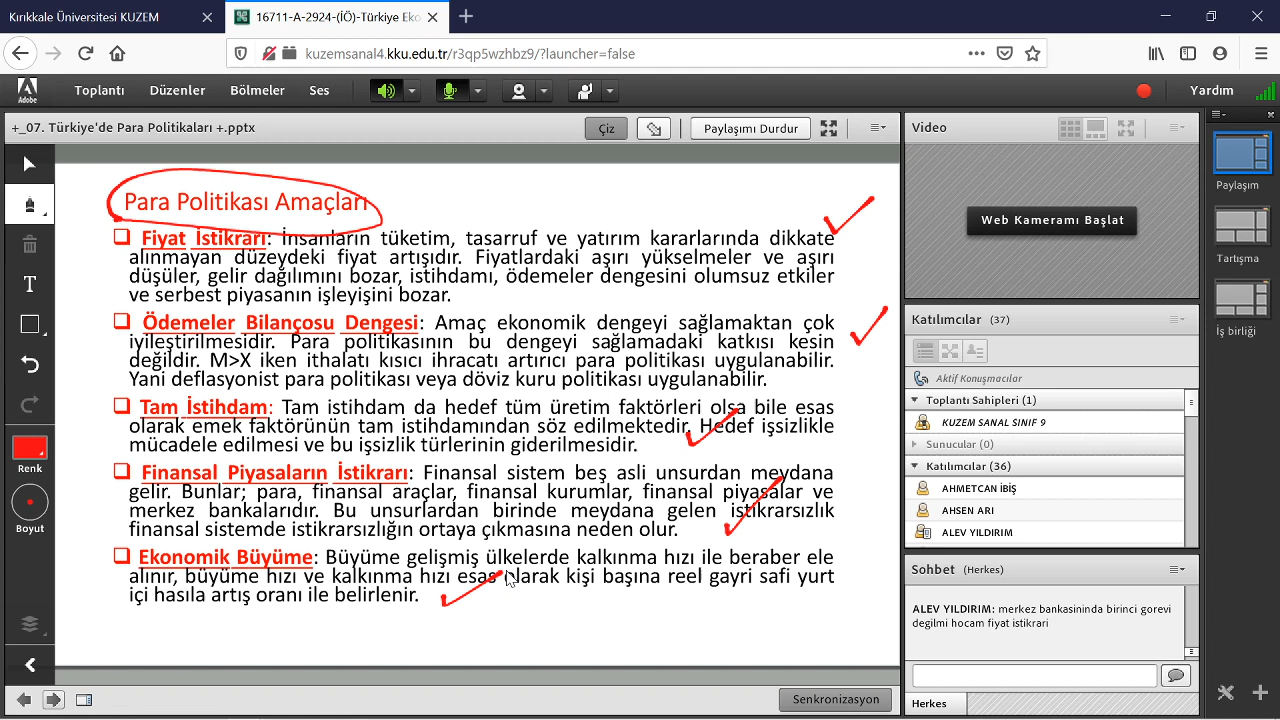 Kırıkkale Üniversitesi KUZEM
16711-A-2924-(İÖ)-Türkiye Eko
kuzemsanal4.kku.edu.tr/r3qp5wzhbz9/?launcher=false
Adobe
Toplantı
Düzenler
Bölmeler
Ses
Yardım
+_07. Türkiye'de Para Politikaları +.pptx
Çiz
Paylaşımı Durdur
Para Politikası Amaçları
Fiyat İstikrarı: İnsanların tüketim, tasarruf ve yatırım kararlarında dikkate
alınmayan düzeydeki fiyat artışıdır. Fiyatlardaki aşırı yükselmeler ve aşırı
düşüler, gelir dağılımını bozar, istihdamı, ödemeler dengesini olumsuz etkiler
ve serbest piyasanın işleyişini bozar.
Ödemeler Bilançosu Dengesi: Amaç ekonomik dengeyi sağlamaktan çok
iyileştirilmesidir. Para politikasının bu dengeyi sağlamadaki katkısı kesin
değildir. M>X iken ithalatı kısıcı ihracatı artırıcı para politikası uygulanabilir.
Yani deflasyonist para politikası veya döviz kuru politikası uygulanabilir.
Tam İstihdam: Tam istihdam da hedef tüm üretim faktörleri olsa bile esas
olarak emek faktörünün tam istihdamından söz edilmektedir. Hedef işsizlikle
mücadele edilmesi ve bu işsizlik türlerinin giderilmesidir.
Finansal Piyasaların İstikrarı: Finansal sistem beş asli unsurdan meydana
gelir. Bunlar; para, finansal araçlar, finansal kurumlar, finansal piyasalar ve
merkez bankalarıdır. Bu unsurlardan birinde meydana gelen istikrarsızlık
finansal sistemde istikrarsızlığın ortaya çıkmasına neden olur.
Ekonomik Büyüme: Büyüme gelişmiş ülkelerde kalkınma hızı ile beraber ele
alınır, büyüme hızı ve kalkınma hızı esas olarak kişi başına reel gayri safi yurt
içi hasıla artış oranı ile belirlenir.
Renk
Boyut
Senkronizasyon
Video
Web Kameramı Başlat
Katılımcılar (37)
Aktif Konuşmacılar
Toplantı Sahipleri (1)
KUZEM SANAL SINIF 9
Sunucular (0)
Katılımcılar (36)
AHMETCAN İBİŞ
AHSEN ARI
ALEV YILDIRIM
Sohbet (Herkes)
ALEV YILDIRIM: merkez bankasininda birinci gorevi
degilmi hocam fiyat istikrari
Herkes
Paylaşım
Tartışma
İş birliği